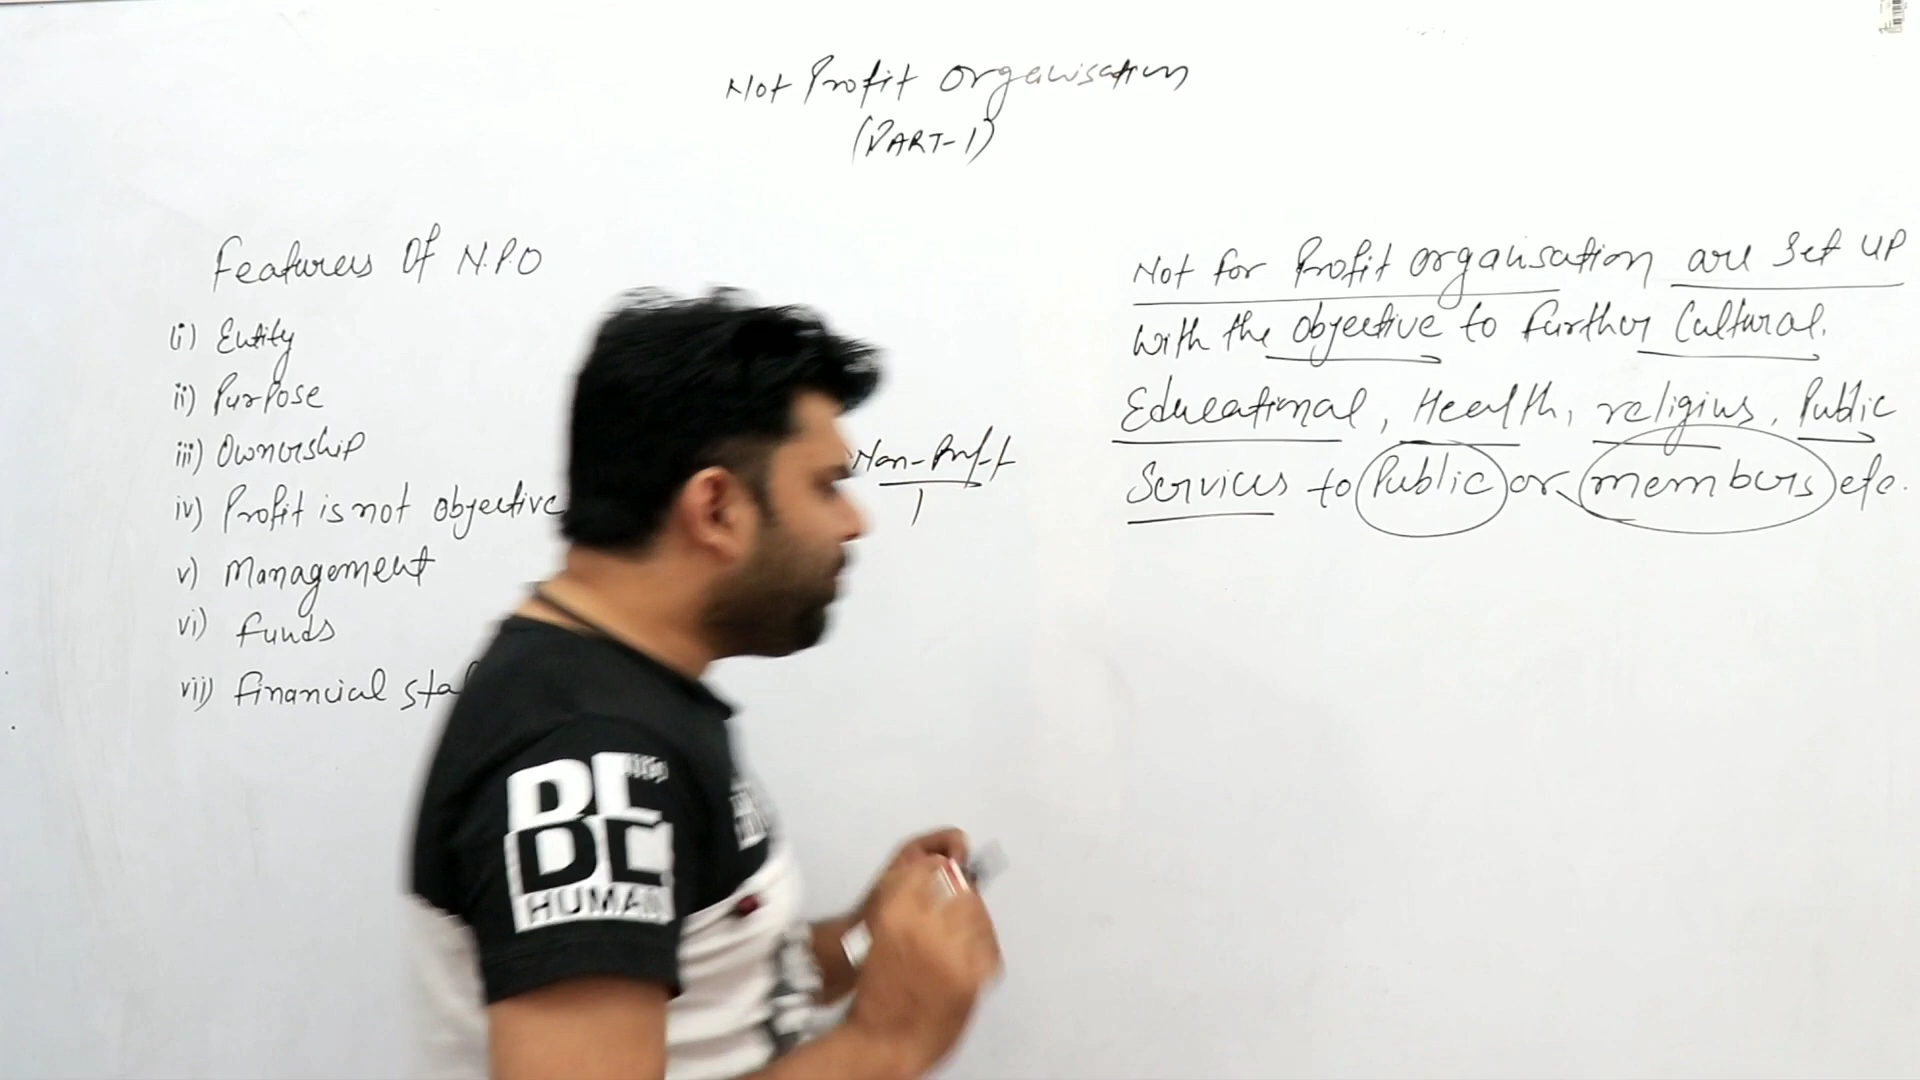 Not Profit Organisation
(PART-1)
Features Of N.P.O
(i) Entity
ii) Purpose
iii) Ownership
iv) Profit is not objective
v) Management
vi) funds
vii) financial sta
Non-Profit
Not for Profit organisation are set up
with the objective to further Cultural,
Educational, Health, religius, Public
Services to Public or members etc.
BE
HUMAN